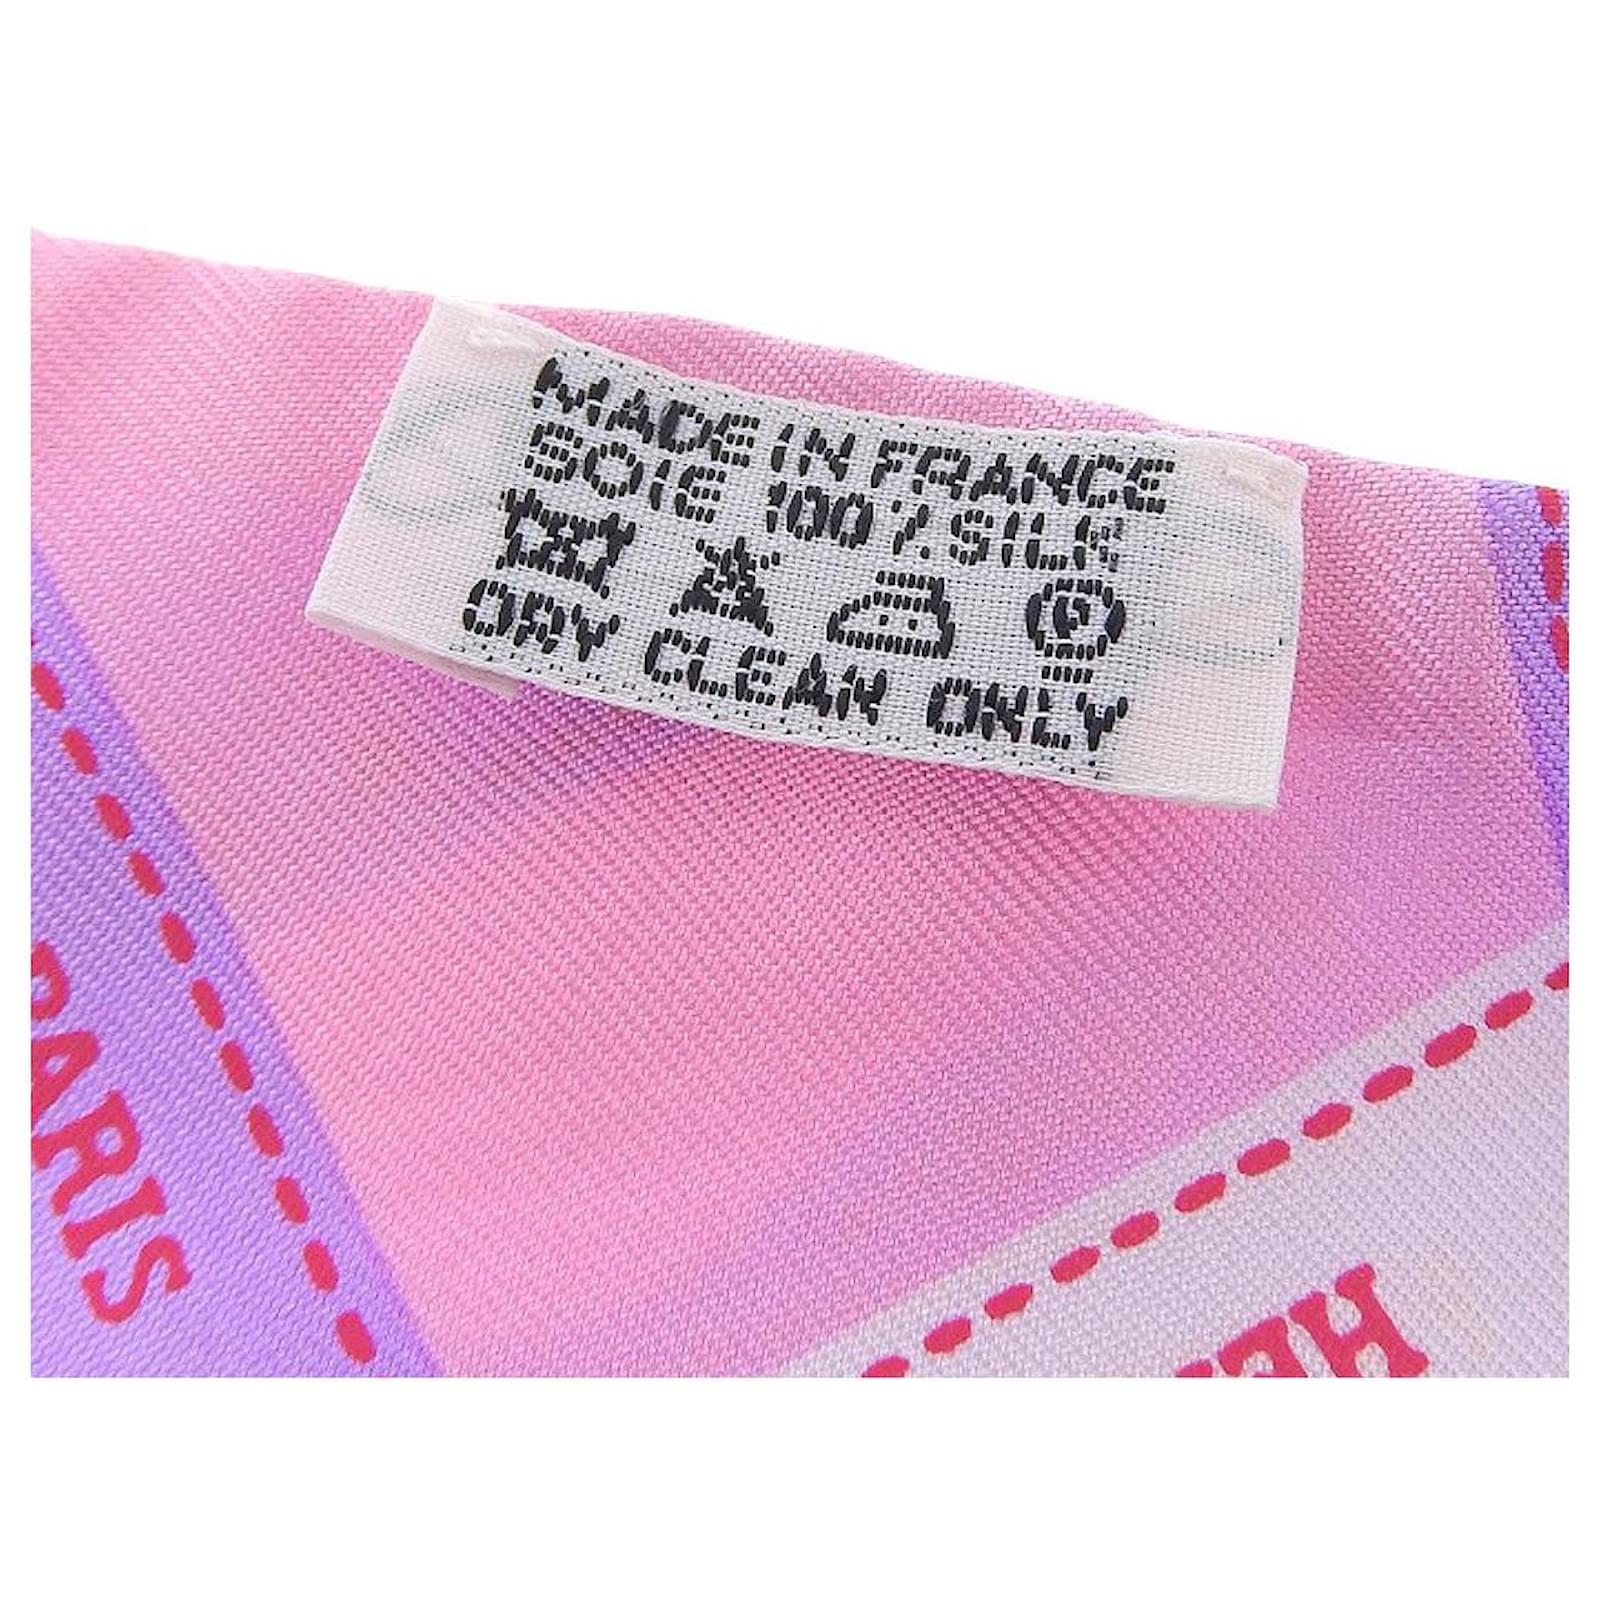 MADE IN FRANCE
SOIE 100% SILK
DRY CLEAN ONLY
PARIS